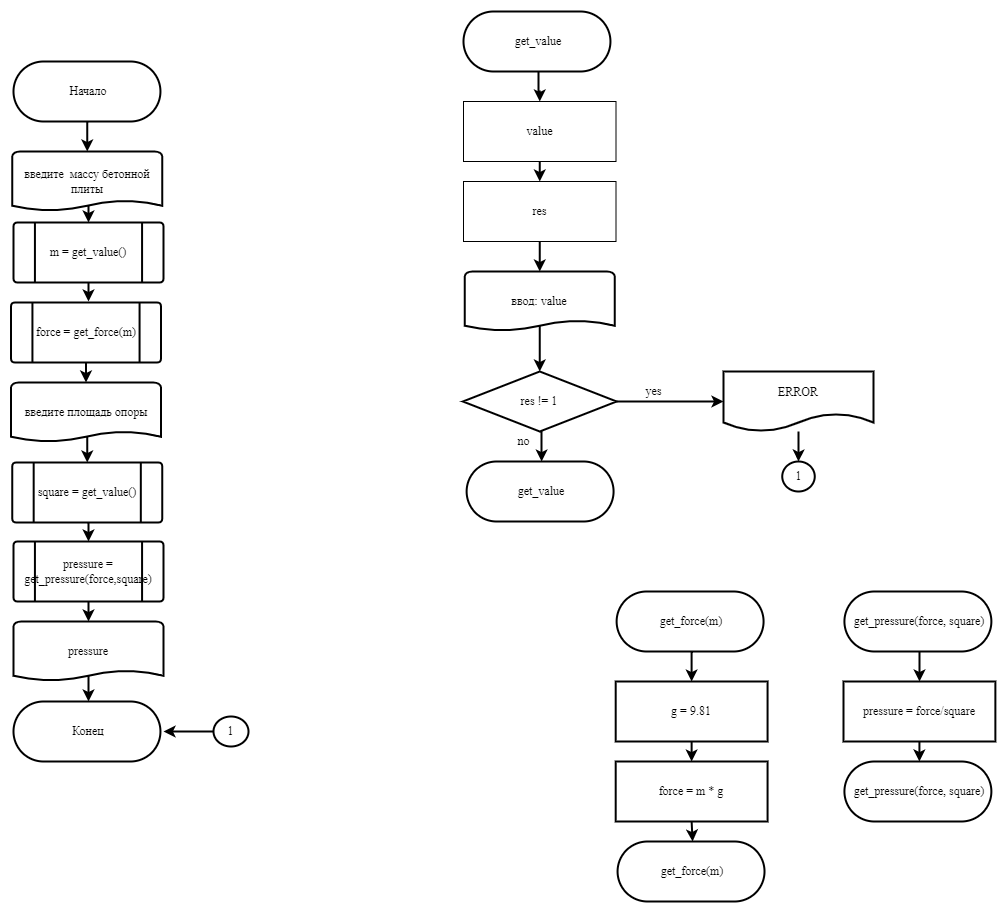 Начало
введите массу бетонной
плиты
m = get_value()
force = get_force(m)
введите площадь опоры
square = get_value()
pressure =
get_pressure(force,square)
pressure
Конец
1
get_value
value
res
ввод: value
res != 1
yes
no
ERROR
1
get_value
get_force(m)
g = 9.81
force = m * g
get_force(m)
get_pressure(force, square)
pressure = force/square
get_pressure(force, square)